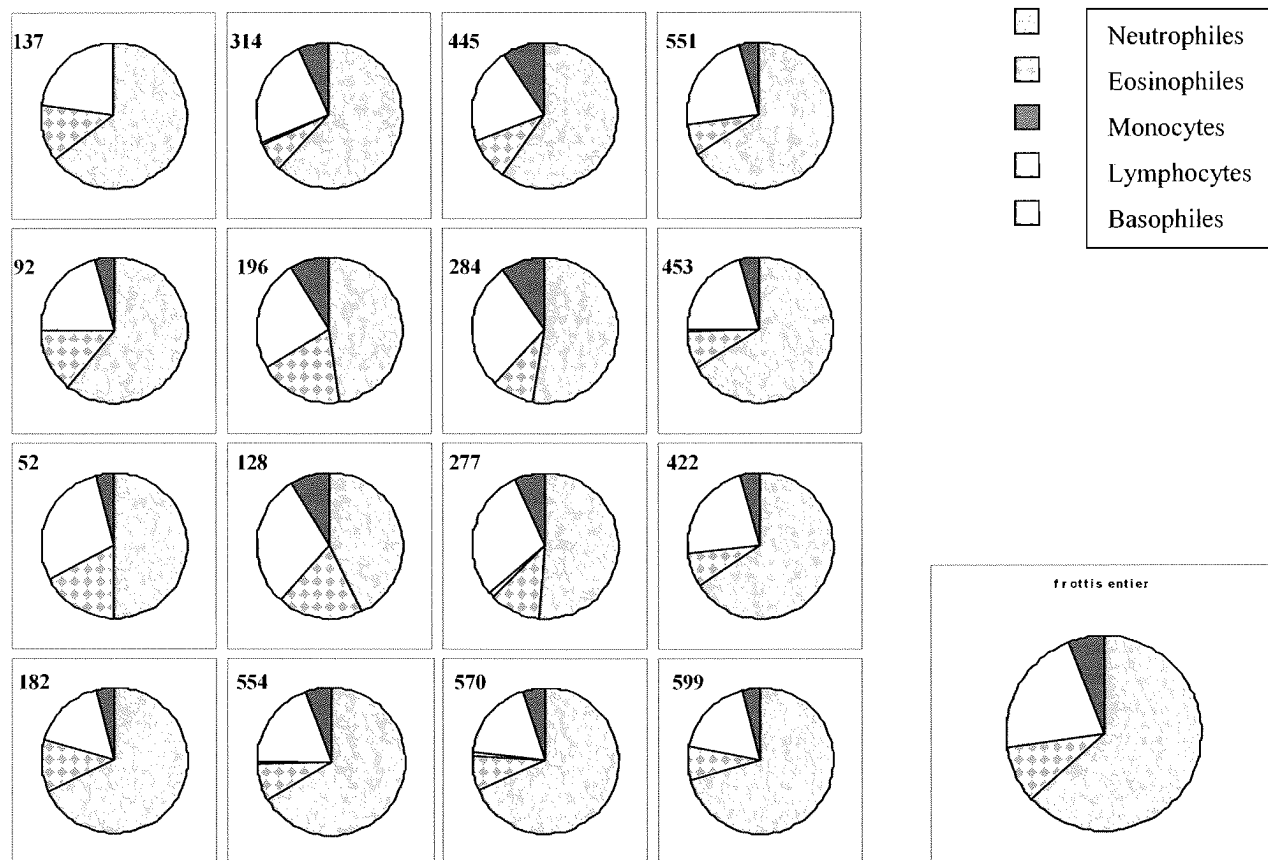 137
314
445
551
92
196
284
453
52
128
277
422
182
554
570
599
Neutrophiles
Eosinophiles
Monocytes
Lymphocytes
Basophiles
frottis entier